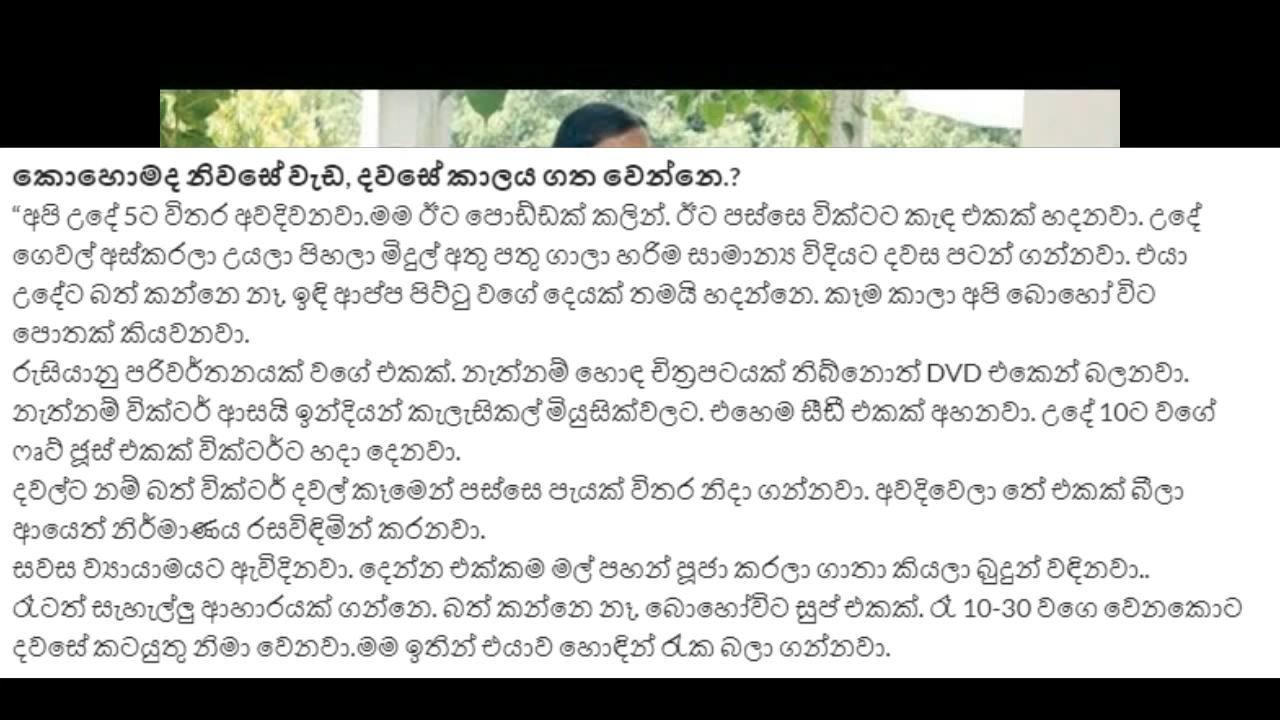 කොහොමද නිවසේ වැඩ, දවසේ කාලය ගත වෙන්නෙ.?
“අපි උදේ 5ට විතර අවදිවනවා.මම ඊට පොඩ්ඩක් කලින්. ඊට පස්සෙ වික්ටට කැඳ එකක් හදනවා. උදේ
ගෙවල් අස්කරලා උයලා පිහලා මිදුල් අතු පතු ගාලා හරිම සාමාන්‍ය විදියට දවස පටන් ගන්නවා. එයා
උදේට බත් කන්නෙ නෑ. ඉඳි ආප්ප පිට්ටු වගේ දෙයක් තමයි හදන්නෙ. කෑම කාලා අපි බොහෝ විට
පොතක් කියවනවා.
රුසියානු පරිවර්තනයක් වගේ එකක්. නැත්නම් හොඳ චිත්‍රපටයක් තිබ්නොත් DVD එකෙන් බලනවා.
නැත්නම් වික්ටර් ආසයි ඉන්දියන් කැලැසිකල් මියුසික්වලට. එහෙම සීඩී එකක් අහනවා. උදේ 10ට වගේ
ෆෘට් ජූස් එකක් වික්ටර්ට හදා දෙනවා.
දවල්ට නම් බත් වික්ටර් දවල් කෑමෙන් පස්සෙ පැයක් විතර නිදා ගන්නවා. අවදිවෙලා තේ එකක් බීලා
ආයෙත් නිර්මාණය රසවිඳිමින් කරනවා.
සවස ව්‍යායාමයට ඇවිදිනවා. දෙන්න එක්කම මල් පහන් පූජා කරලා ගාතා කියලා බුදුන් වඳිනවා..
රෑටත් සැහැල්ලු ආහාරයක් ගන්නෙ. බත් කන්නෙ නෑ. බොහෝවිට සුප් එකක්. රෑ 10-30 වගෙ වෙනකොට
දවසේ කටයුතු නිමා වෙනවා.මම ඉතින් එයාව හොඳින් රැක බලා ගන්නවා.